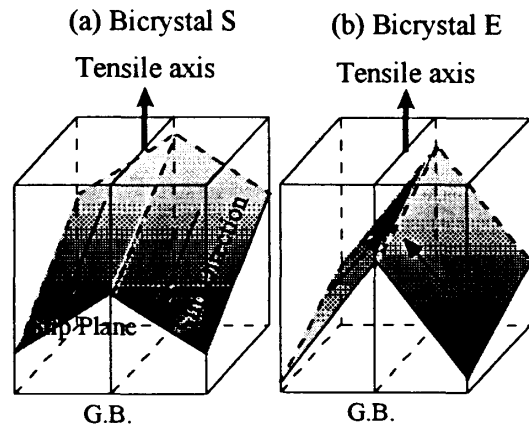 (a) Bicrystal S
(b) Bicrystal E
Tensile axis
Tensile axis
Slip Plane
G.B.
G.B.